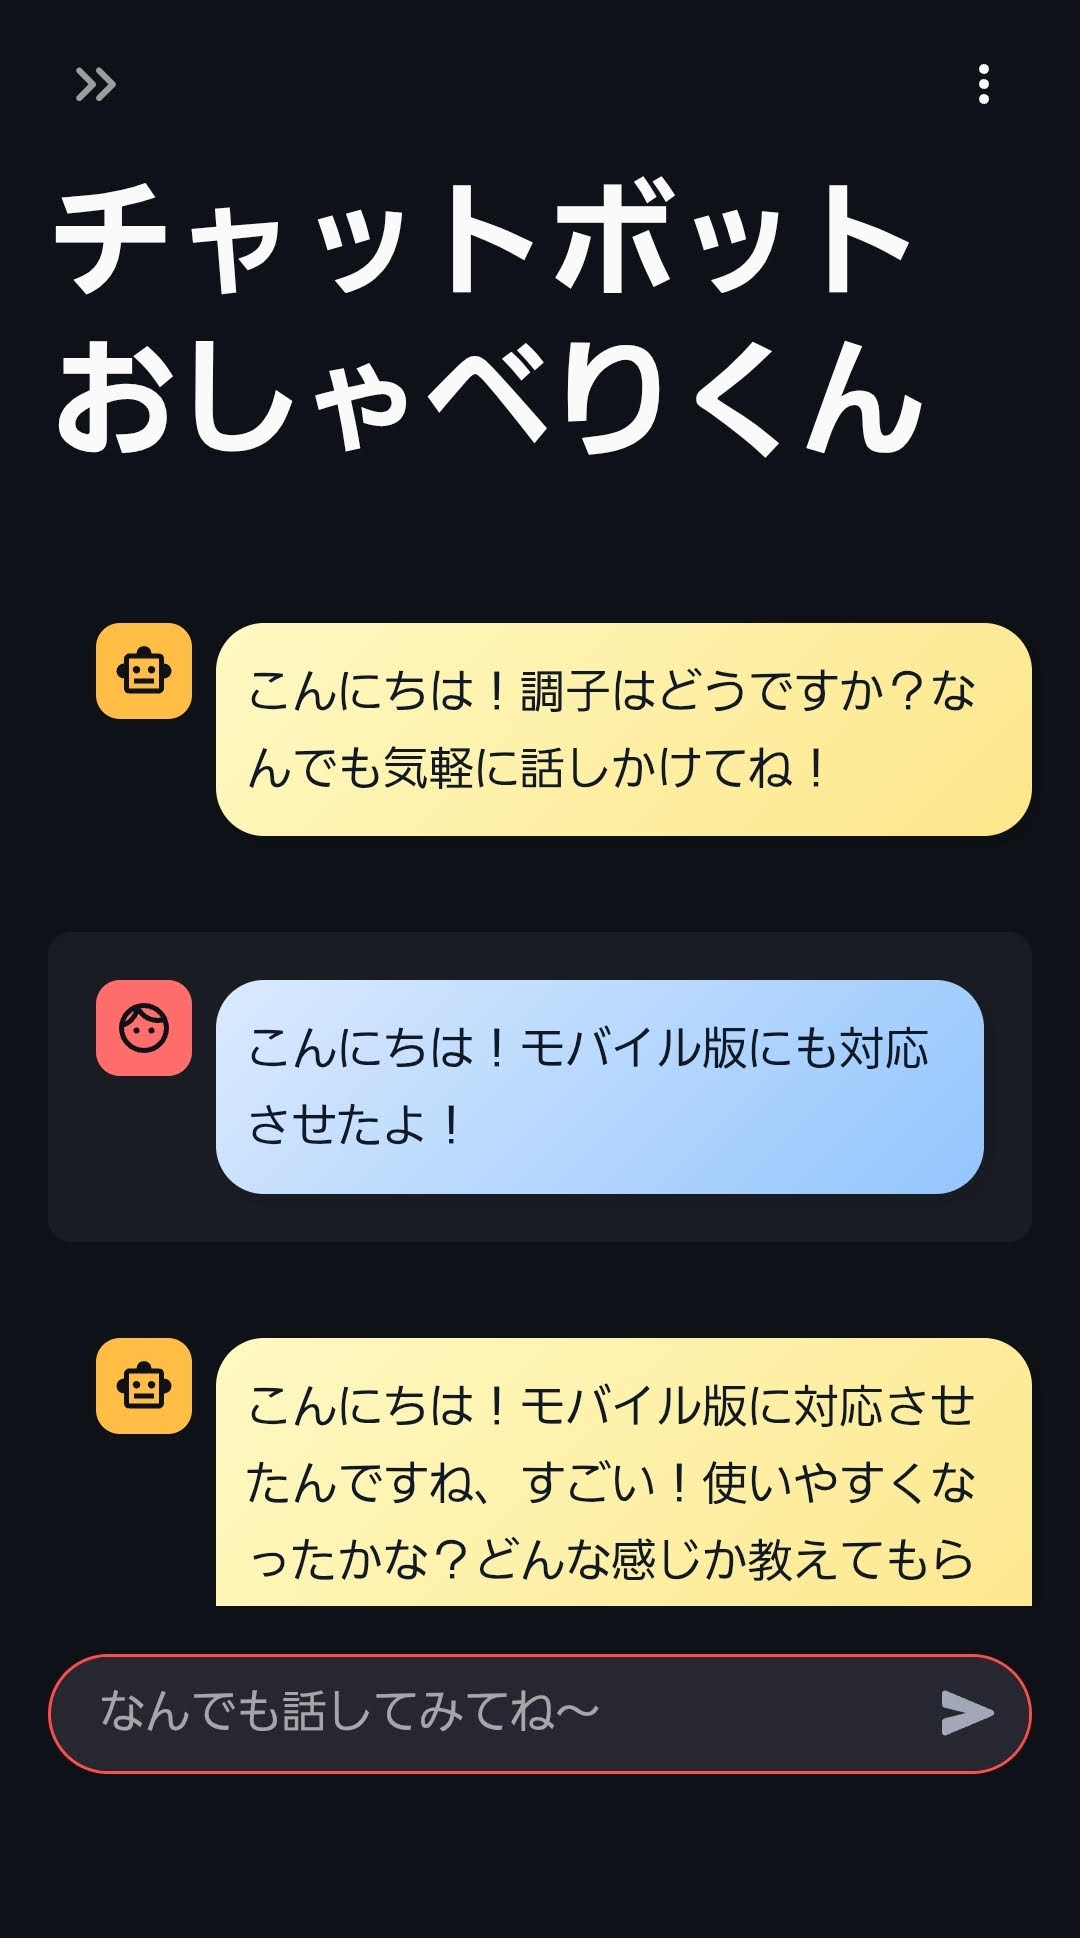 チャットボット
おしゃべりくん
こんにちは！調子はどうですか？な
んでも気軽に話しかけてね！
こんにちは！モバイル版にも対応
させたよ！
こんにちは！モバイル版に対応させ
たんですね、すごい！使いやすくな
ったかな？どんな感じか教えてもら
なんでも話してみてね〜